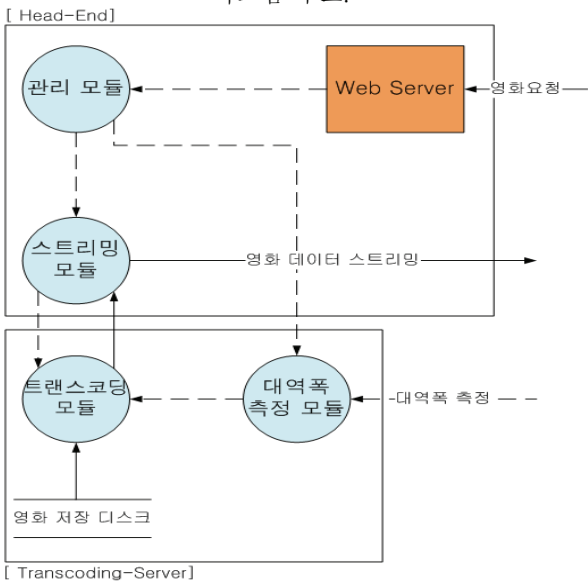 [ Head-End]
관리 모듈
Web Server
영화요청
스트리밍
모듈
영화 데이터 스트리밍
트랜스코딩
모듈
대역폭
측정 모듈
대역폭 측정
영화 저장 디스크
[ Transcoding-Server]